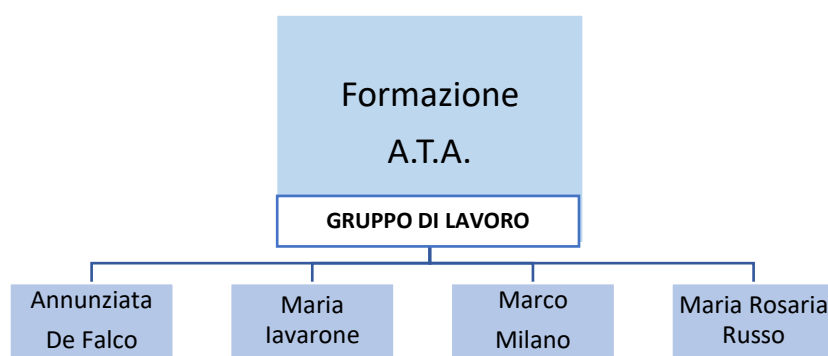 Formazione
A.T.A.
GRUPPO DI LAVORO
Annunziata
De Falco
Maria
Iavarone
Marco
Milano
Maria Rosaria
Russo